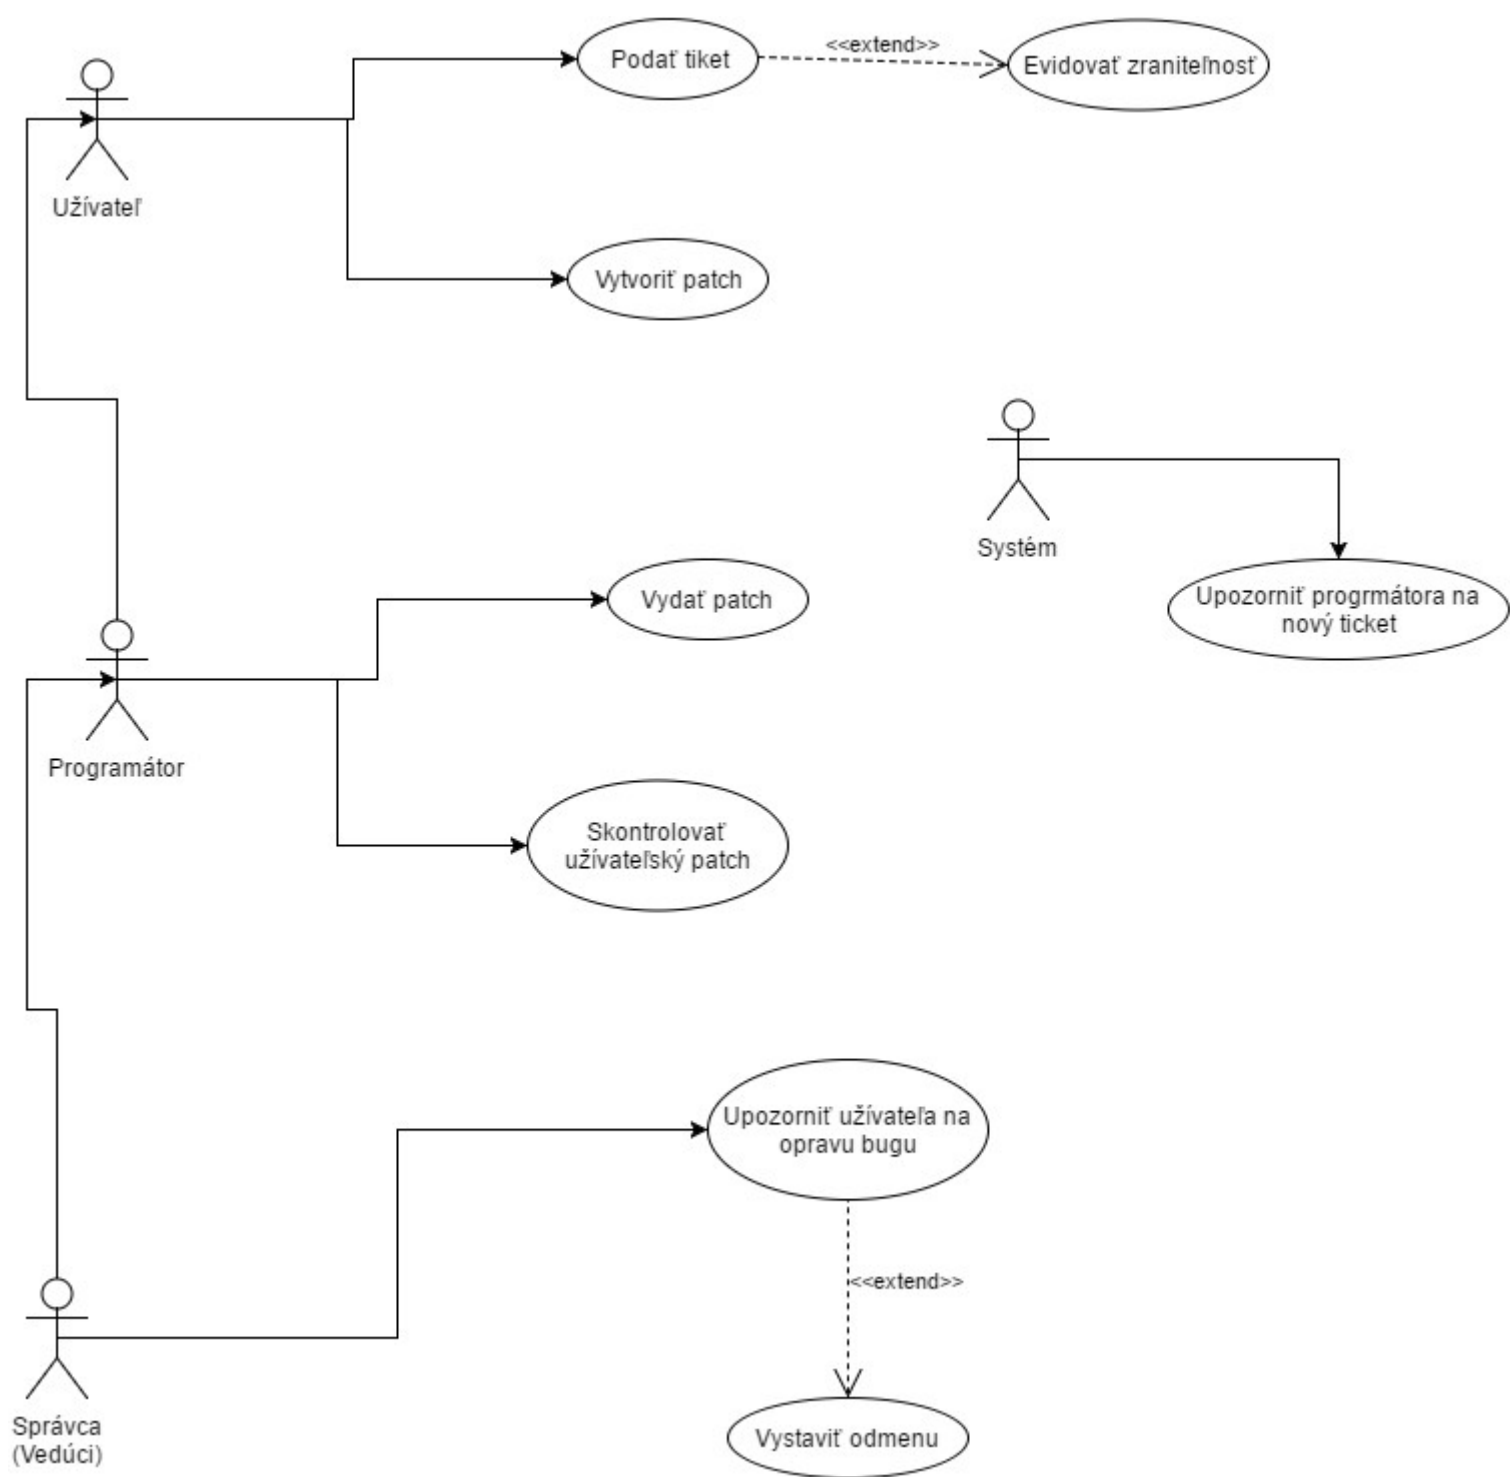 Podať tiket
<<extend>>
Evidovať zraniteľnosť
Užívateľ
Vytvoriť patch
Systém
Vydať patch
Upozorniť progrmátora na
nový ticket
Programátor
Skontrolovať
užívateľský patch
Upozorniť užívateľa na
opravu bugu
<<extend>>
Správca
(Vedúci)
Vystaviť odmenu